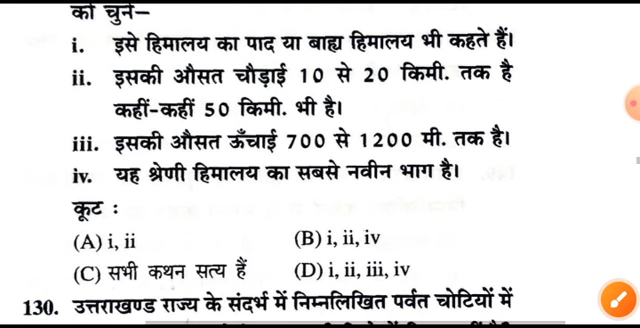 को चुनें–
i. इसे हिमालय का पाद या बाह्य हिमालय भी कहते हैं।
ii. इसकी औसत चौड़ाई 10 से 20 किमी. तक है
कहीं-कहीं 50 किमी. भी है।
iii. इसकी औसत ऊँचाई 700 से 1200 मी. तक है।
iv. यह श्रेणी हिमालय का सबसे नवीन भाग है।
कूट :
(A) i, ii (B) i, ii, iv
(C) सभी कथन सत्य हैं (D) i, ii, iii, iv
130. उत्तराखण्ड राज्य के संदर्भ में निम्नलिखित पर्वत चोटियों में